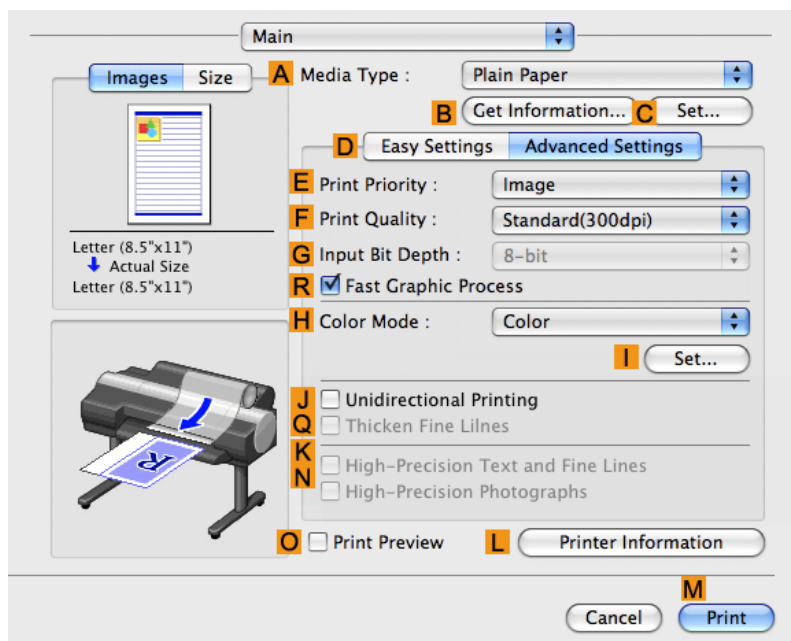 Main
Images Size
A Media Type : Plain Paper
B Get Information... C Set...
D Easy Settings Advanced Settings
E Print Priority : Image
F Print Quality : Standard(300dpi)
Letter (8.5"x11")
Actual Size
Letter (8.5"x11")
G Input Bit Depth : 8-bit
R Fast Graphic Process
H Color Mode : Color
I Set...
J Unidirectional Printing
Q Thicken Fine Lilnes
K High-Precision Text and Fine Lines
N High-Precision Photographs
R
O Print Preview L Printer Information
M
Cancel Print